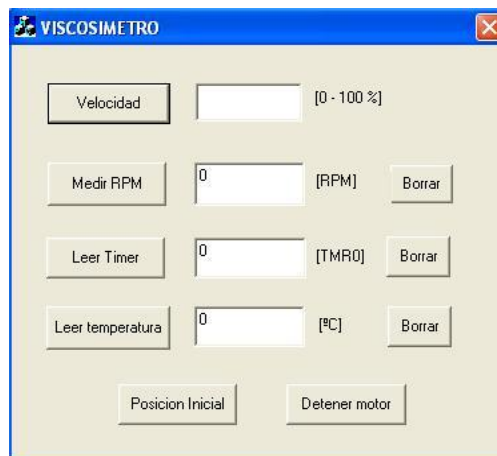 VISCOSIMETRO
Velocidad [0 - 100 %]
Medir RPM 0 [RPM] Borrar
Leer Timer 0 [TMR0] Borrar
Leer temperatura 0 [ºC] Borrar
Posicion Inicial Detener motor